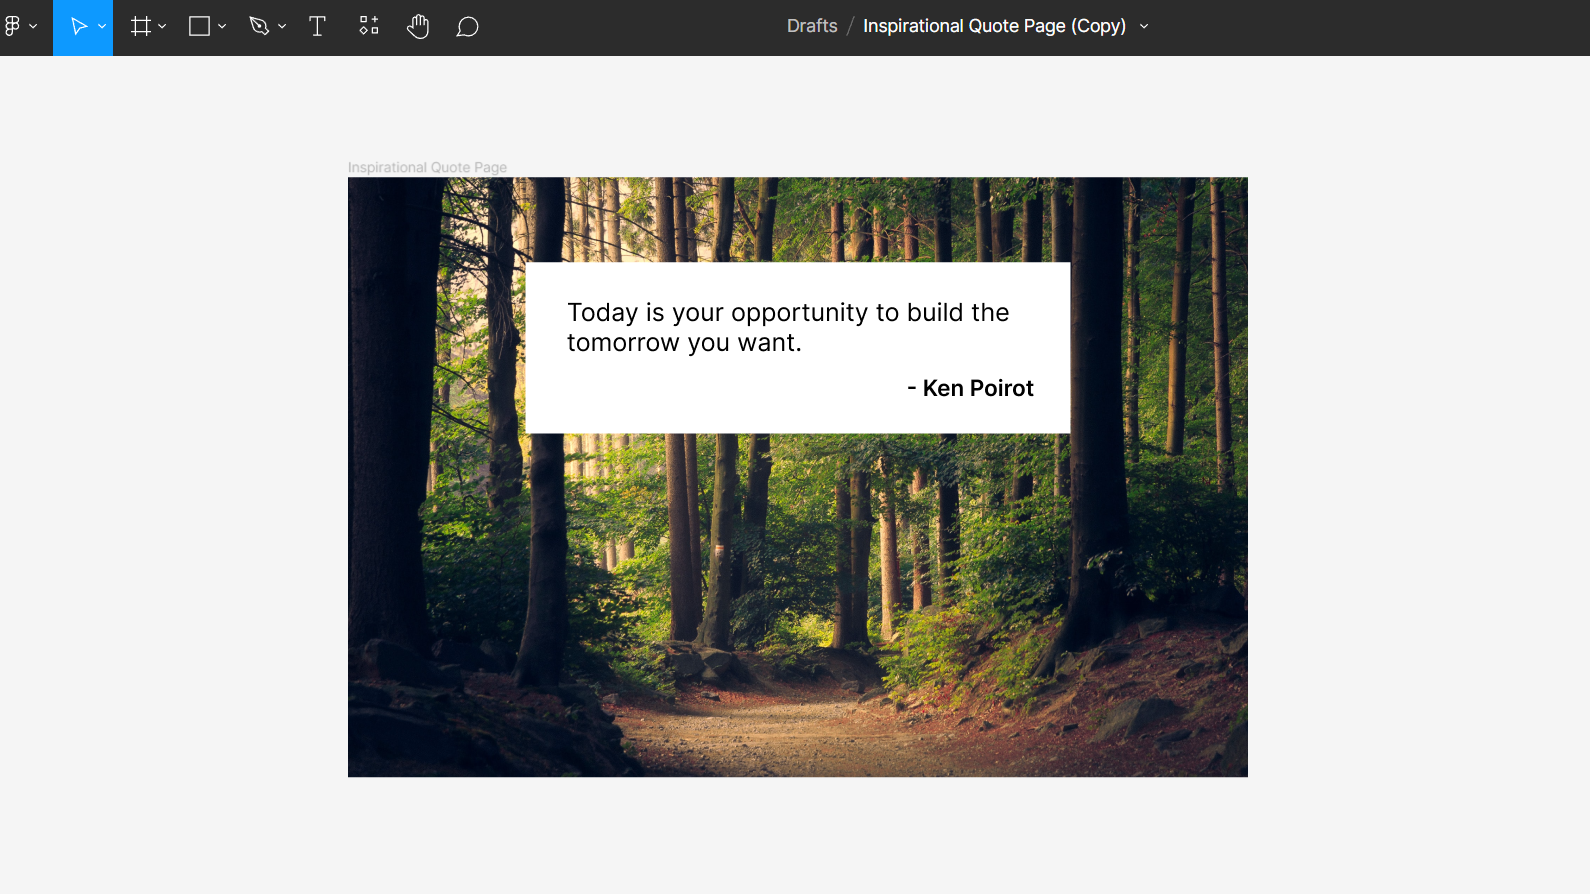 Drafts / Inspirational Quote Page (Copy)
Inspirational Quote Page
Today is your opportunity to build the
tomorrow you want.
- Ken Poirot